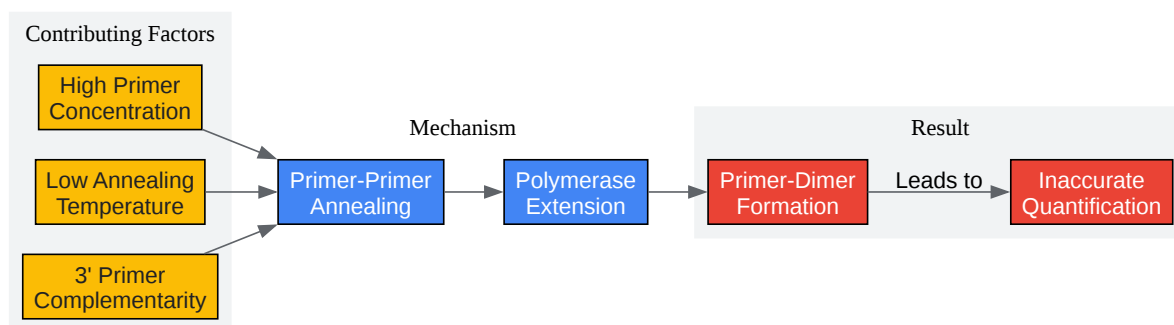 Contributing Factors
High Primer
Concentration
Low Annealing
Temperature
3' Primer
Complementarity
Mechanism
Primer-Primer
Annealing
Polymerase
Extension
Result
Primer-Dimer
Formation
Leads to
Inaccurate
Quantification